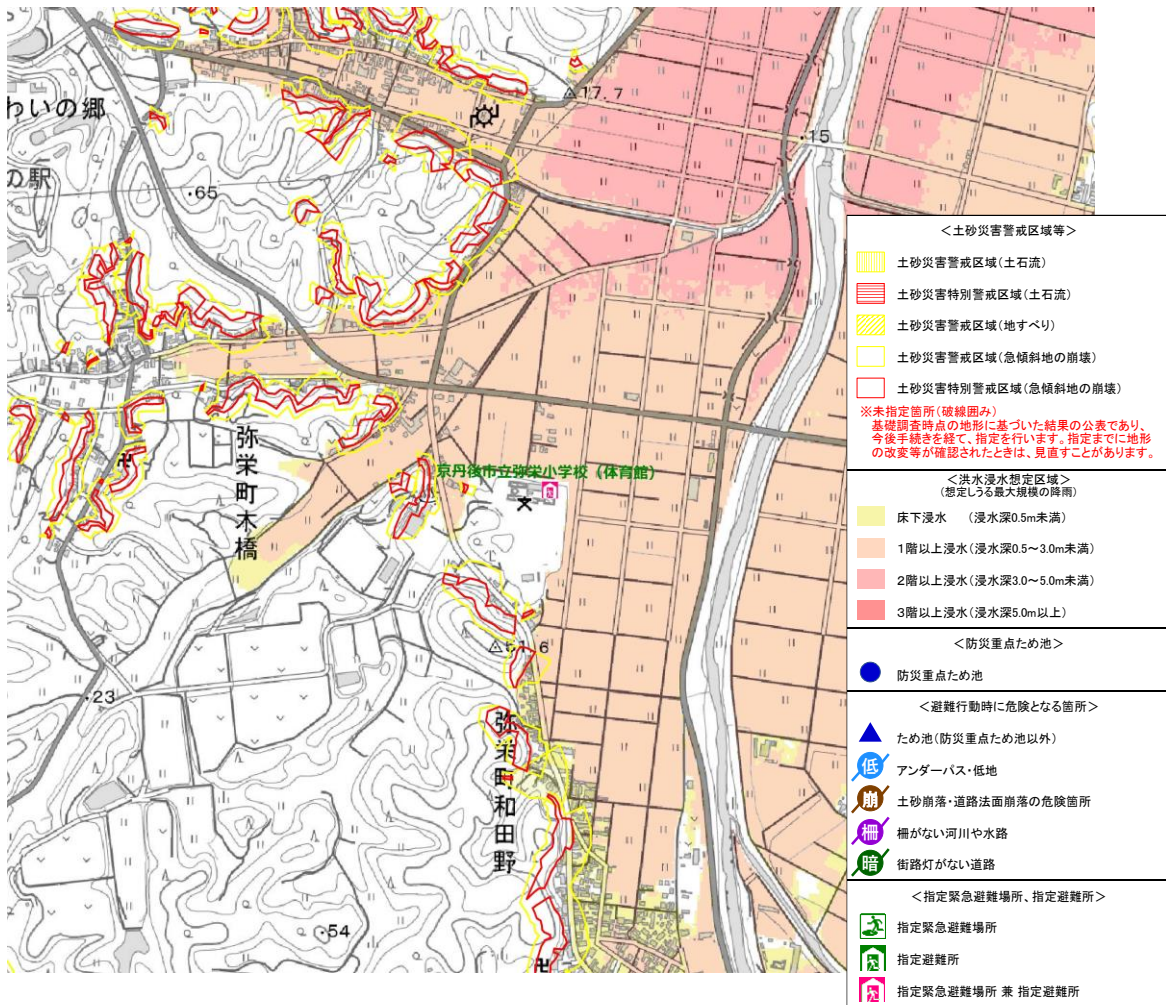 わいの郷
の駅
17.7
15
65
京丹後市立弥栄小学校（体育館）
弥栄町木橋
51.6
23
弥栄町和田野
54
＜土砂災害警戒区域等＞
土砂災害警戒区域(土石流)
土砂災害特別警戒区域(土石流)
土砂災害警戒区域(地すべり)
土砂災害警戒区域(急傾斜地の崩壊)
土砂災害特別警戒区域(急傾斜地の崩壊)
※未指定箇所(破線囲み)
基礎調査時点の地形に基づいた結果の公表であり、
今後手続きを経て、指定を行います。指定までに地形
の改変等が確認されたときは、見直すことがあります。
＜洪水浸水想定区域＞
(想定しうる最大規模の降雨)
床下浸水　(浸水深0.5m未満)
1階以上浸水(浸水深0.5～3.0m未満)
2階以上浸水(浸水深3.0～5.0m未満)
3階以上浸水(浸水深5.0m以上)
＜防災重点ため池＞
防災重点ため池
＜避難行動時に危険となる箇所＞
ため池(防災重点ため池以外)
低 アンダーパス・低地
崩 土砂崩落・道路法面崩落の危険箇所
柵 柵がない河川や水路
暗 街路灯がない道路
＜指定緊急避難場所、指定避難所＞
指定緊急避難場所
指定避難所
指定緊急避難場所 兼 指定避難所